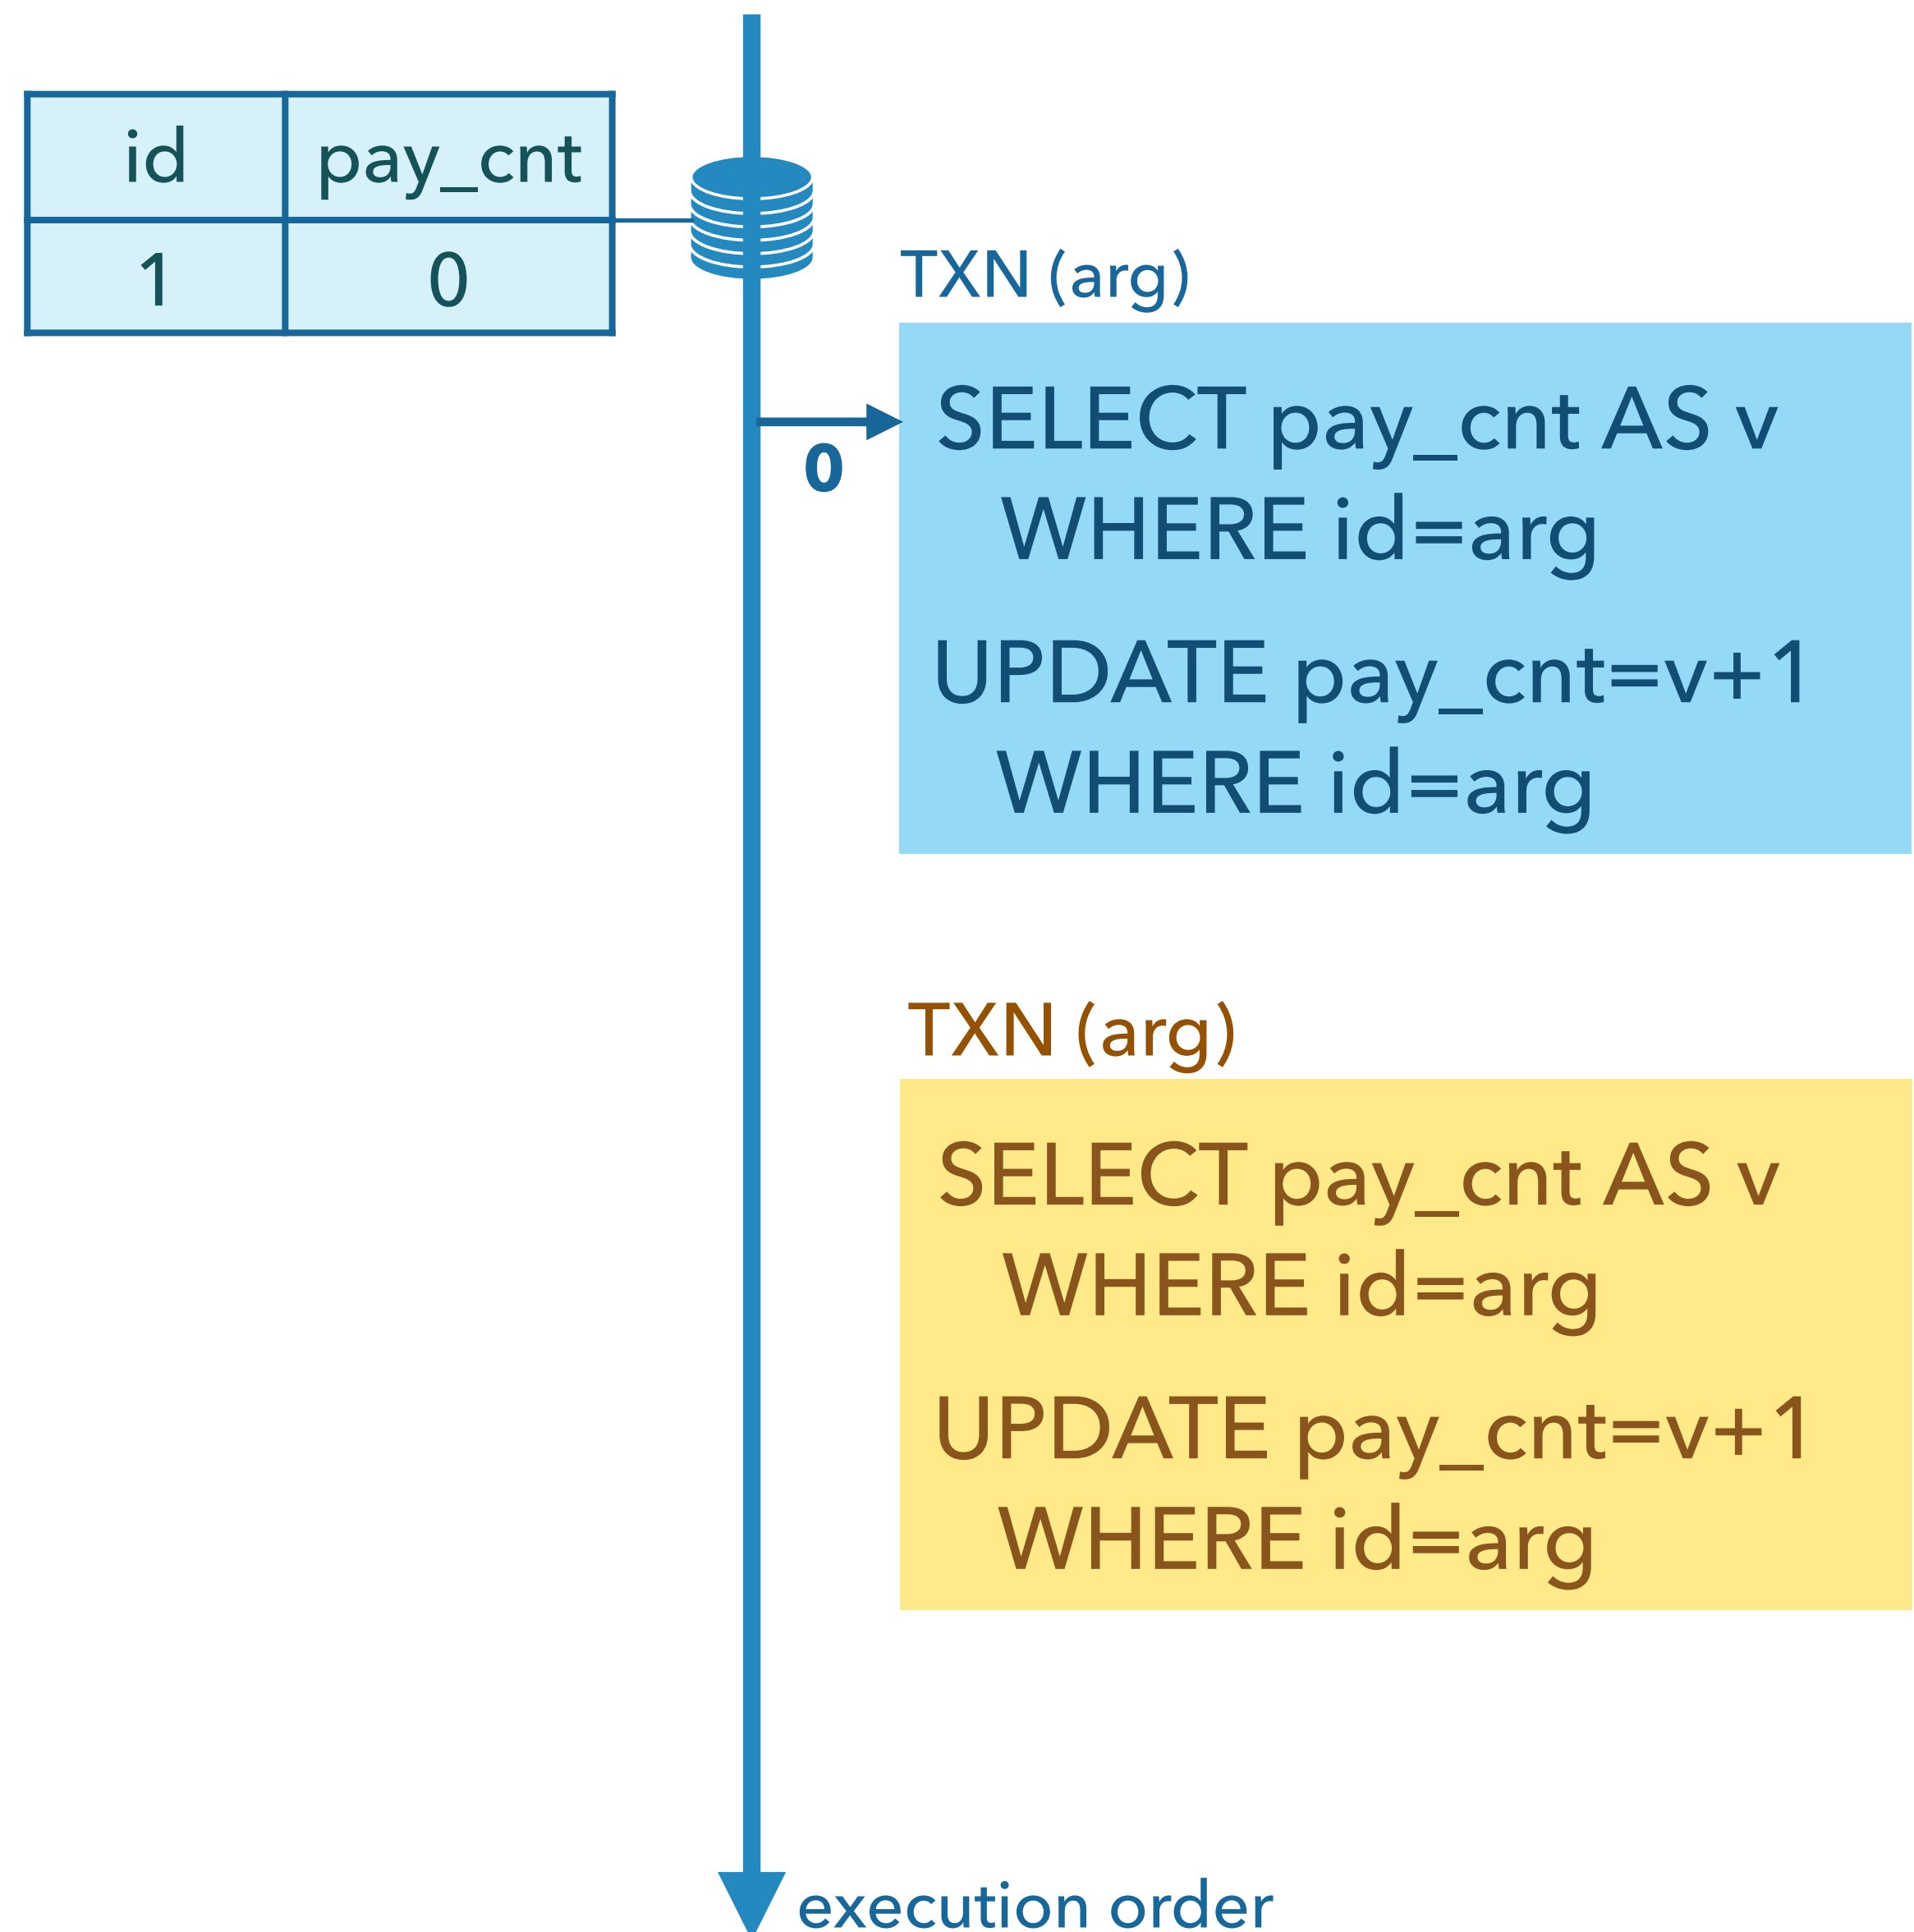 id pay_cnt
1 0
TXN (arg)
SELECT pay_cnt AS v
WHERE id=arg
UPDATE pay_cnt=v+1
WHERE id=arg
0
TXN (arg)
SELECT pay_cnt AS v
WHERE id=arg
UPDATE pay_cnt=v+1
WHERE id=arg
execution order